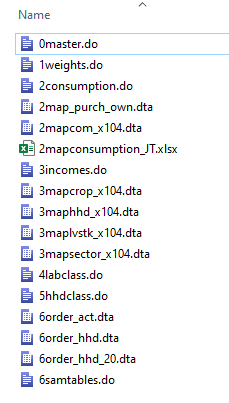 Name
0master.do
1weights.do
2consumption.do
2map_purch_own.dta
2mapcom_x104.dta
2mapconsumption_JT.xlsx
3incomes.do
3mapcrop_x104.dta
3maphhd_x104.dta
3maplvstk_x104.dta
3mapsector_x104.dta
4labclass.do
5hhdclass.do
6order_act.dta
6order_hhd.dta
6order_hhd_20.dta
6samtables.do